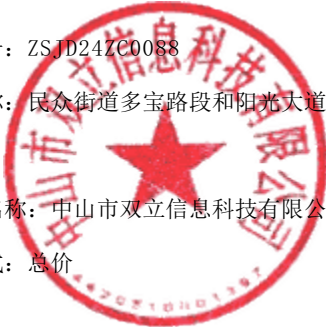 号：ZSJD24ZC0088
称：民众街道多宝路段和阳光大道
名称：中山市双立信息科技有限公
式：总价
中山市双立信息科技有限公司